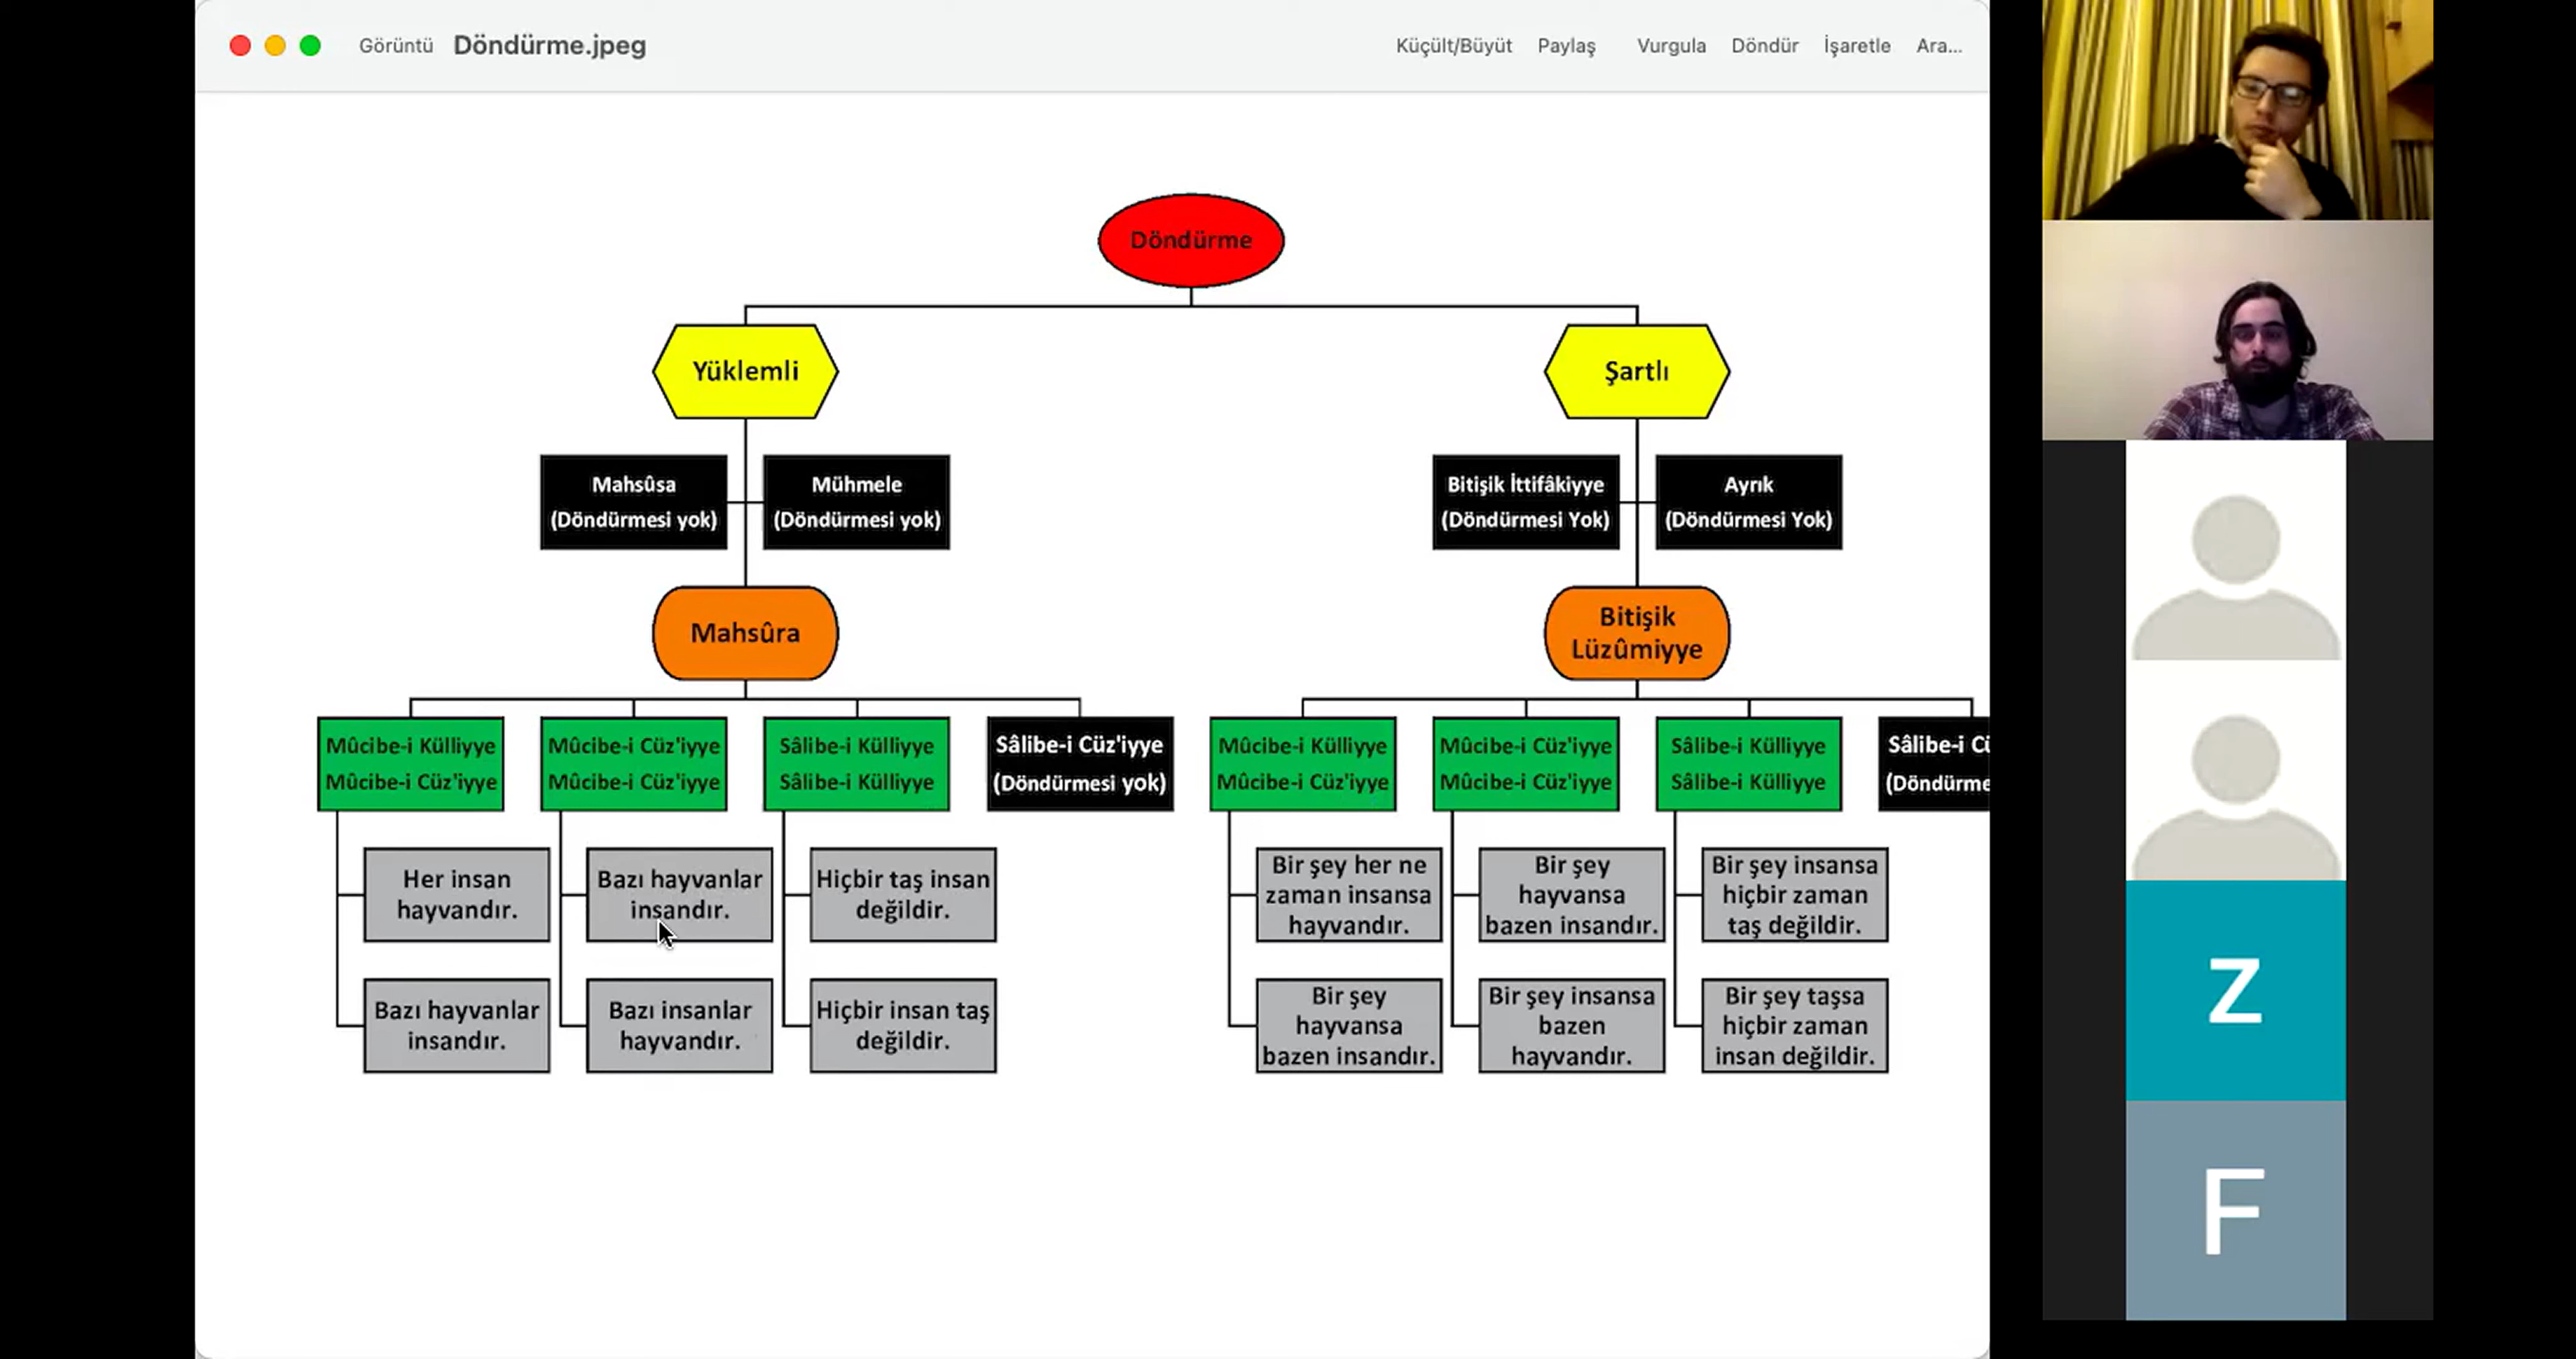 Görüntü Döndürme.jpeg Küçült/Büyüt Paylaş Vurgula Döndür İşaretle Ara...
Döndürme
Yüklemli
Şartlı
Mahsûsa
(Döndürmesi yok)
Mühmele
(Döndürmesi yok)
Bitişik İttifâkiyye
(Döndürmesi Yok)
Ayrık
(Döndürmesi Yok)
Mahsûra
Bitişik
Lüzûmiyye
Mûcibe-i Külliyye
Mûcibe-i Cüz'iyye
Mûcibe-i Cüz'iyye
Mûcibe-i Cüz'iyye
Sâlibe-i Külliyye
Sâlibe-i Külliyye
Sâlibe-i Cüz'iyye
(Döndürmesi yok)
Mûcibe-i Külliyye
Mûcibe-i Cüz'iyye
Mûcibe-i Cüz'iyye
Mûcibe-i Cüz'iyye
Sâlibe-i Külliyye
Sâlibe-i Külliyye
Sâlibe-i Cü
(Döndürme
Her insan
hayvandır.
Bazı hayvanlar
insandır.
Hiçbir taş insan
değildir.
Bir şey her ne
zaman insansa
hayvandır.
Bir şey
hayvansa
bazen insandır.
Bir şey insansa
hiçbir zaman
taş değildir.
Bazı hayvanlar
insandır.
Bazı insanlar
hayvandır.
Hiçbir insan taş
değildir.
Bir şey
hayvansa
bazen insandır.
Bir şey insansa
bazen
hayvandır.
Bir şey taşsa
hiçbir zaman
insan değildir.
Z
F